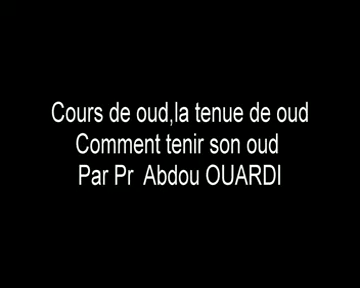 Cours de oud,la tenue de oud
Comment tenir son oud
Par Pr Abdou OUARDI